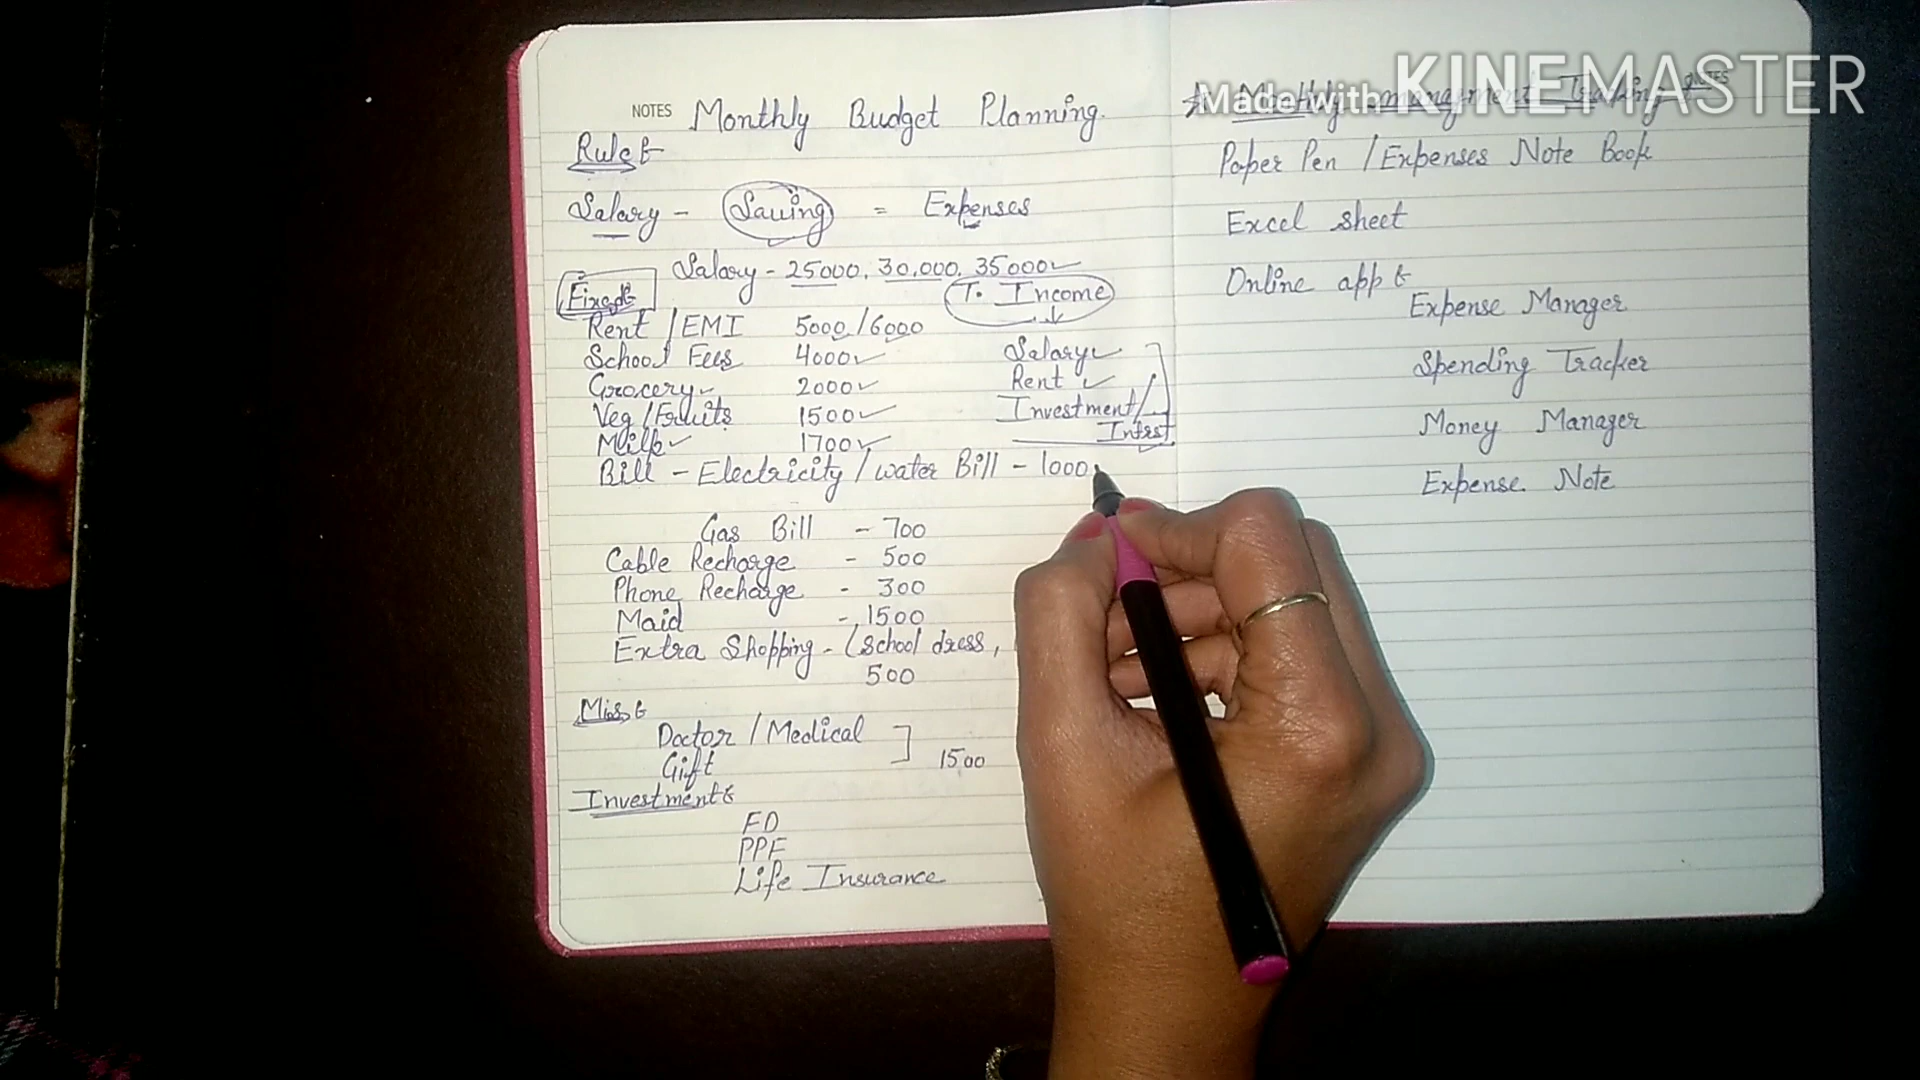 NOTES Monthly Budget Planning.
Rule:-
Salary - Saving = Expenses
Salary - 25000, 30,000, 35000
Fixed:-
T. Income
Rent / EMI 5000/6000
School Fees 4000
Grocery 2000
Veg/Fruits 1500
Milk 1700
Salary
Rent
Investment/
Intrst
Bill - Electricity / water Bill - 1000
Gas Bill - 700
Cable Recharge - 500
Phone Recharge - 300
Maid - 1500
Extra Shopping - (School dress,
500
Mis:-
Doctor / Medical
Gift
1500
Investment:-
FD
PPF
Life Insurance
NOTES
Made with KINEMASTER
Monthly Tracking
Paper Pen / Expenses Note Book
Excel sheet
Online app:-
Expense Manager
Spending Tracker
Money Manager
Expense Note